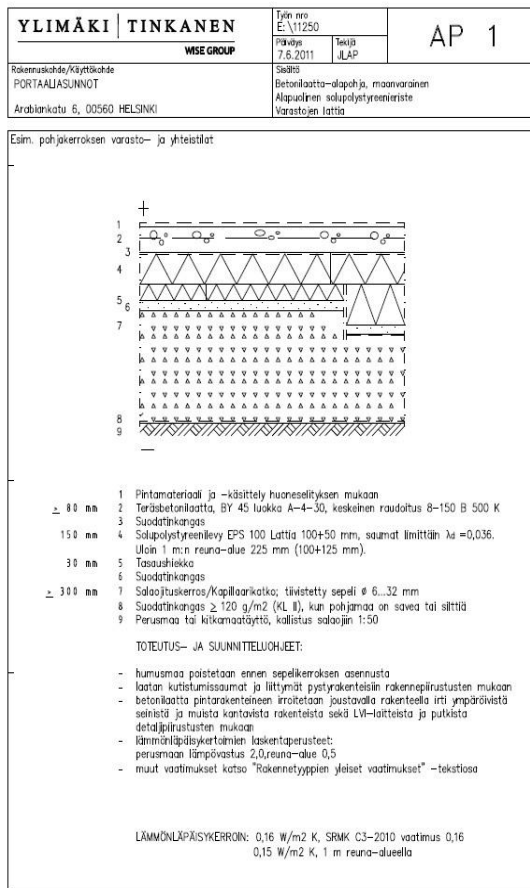 YLIMÄKI | TINKANEN
WISE GROUP
Työn nro
E:\11250
Päiväys
7.6.2011
Tekijä
JLAP
AP 1
Rakennuskohde/Käyttökohde
PORTAALIASUNNOT
Arabiankatu 6, 00560 HELSINKI
Sisältö
Betonilaatta-alapohja, maanvarainen
Alapuolinen solupolystyreenieriste
Varastojen lattia
Esim. pohjakerroksen varasto- ja yhteistilat
+
1
2
3
4
5
6
7
8
9
1 Pintamateriaali ja -käsittely huoneselityksen mukaan
≥ 80 mm 2 Teräsbetonilaatta, BY 45 luokka A-4-30, keskeinen raudoitus 8-150 B 500 K
3 Suodatinkangas
150 mm 4 Solupolystyreenilevy EPS 100 Lattia 100+50 mm, saumat limittäin λd =0,036.
Uloin 1 m:n reuna-alue 225 mm (100+125 mm).
30 mm 5 Tasaushiekka
6 Suodatinkangas
≥ 300 mm 7 Salaojituskerros/Kapillaarikatko; tiivistetty sepeli ø 6...32 mm
8 Suodatinkangas ≥ 120 g/m2 (KL II), kun pohjamaa on savea tai silttiä
9 Perusmaa tai kitkamaatäyttö, kallistus salaojiin 1:50
TOTEUTUS- JA SUUNNITTELUOHJEET:
- humusmaa poistetaan ennen sepelikerroksen asennusta
- laatan kutistumissaumat ja liittymät pystyrakenteisiin rakennepiirustusten mukaan
- betonilaatta pintarakenteineen irroitetaan joustavalla rakenteella irti ympäröivistä
seinistä ja muista kantavista rakenteista sekä LVI-laitteista ja putkista
detaljipiirustusten mukaan
- lämmönläpäisykertoimien laskentaperusteet:
perusmaan lämpövastus 2,0,reuna-alue 0,5
- muut vaatimukset katso "Rakennetyyppien yleiset vaatimukset" -tekstiosa
LÄMMÖNLÄPÄISYKERROIN: 0,16 W/m2 K, SRMK C3-2010 vaatimus 0,16
0,15 W/m2 K, 1 m reuna-alueella